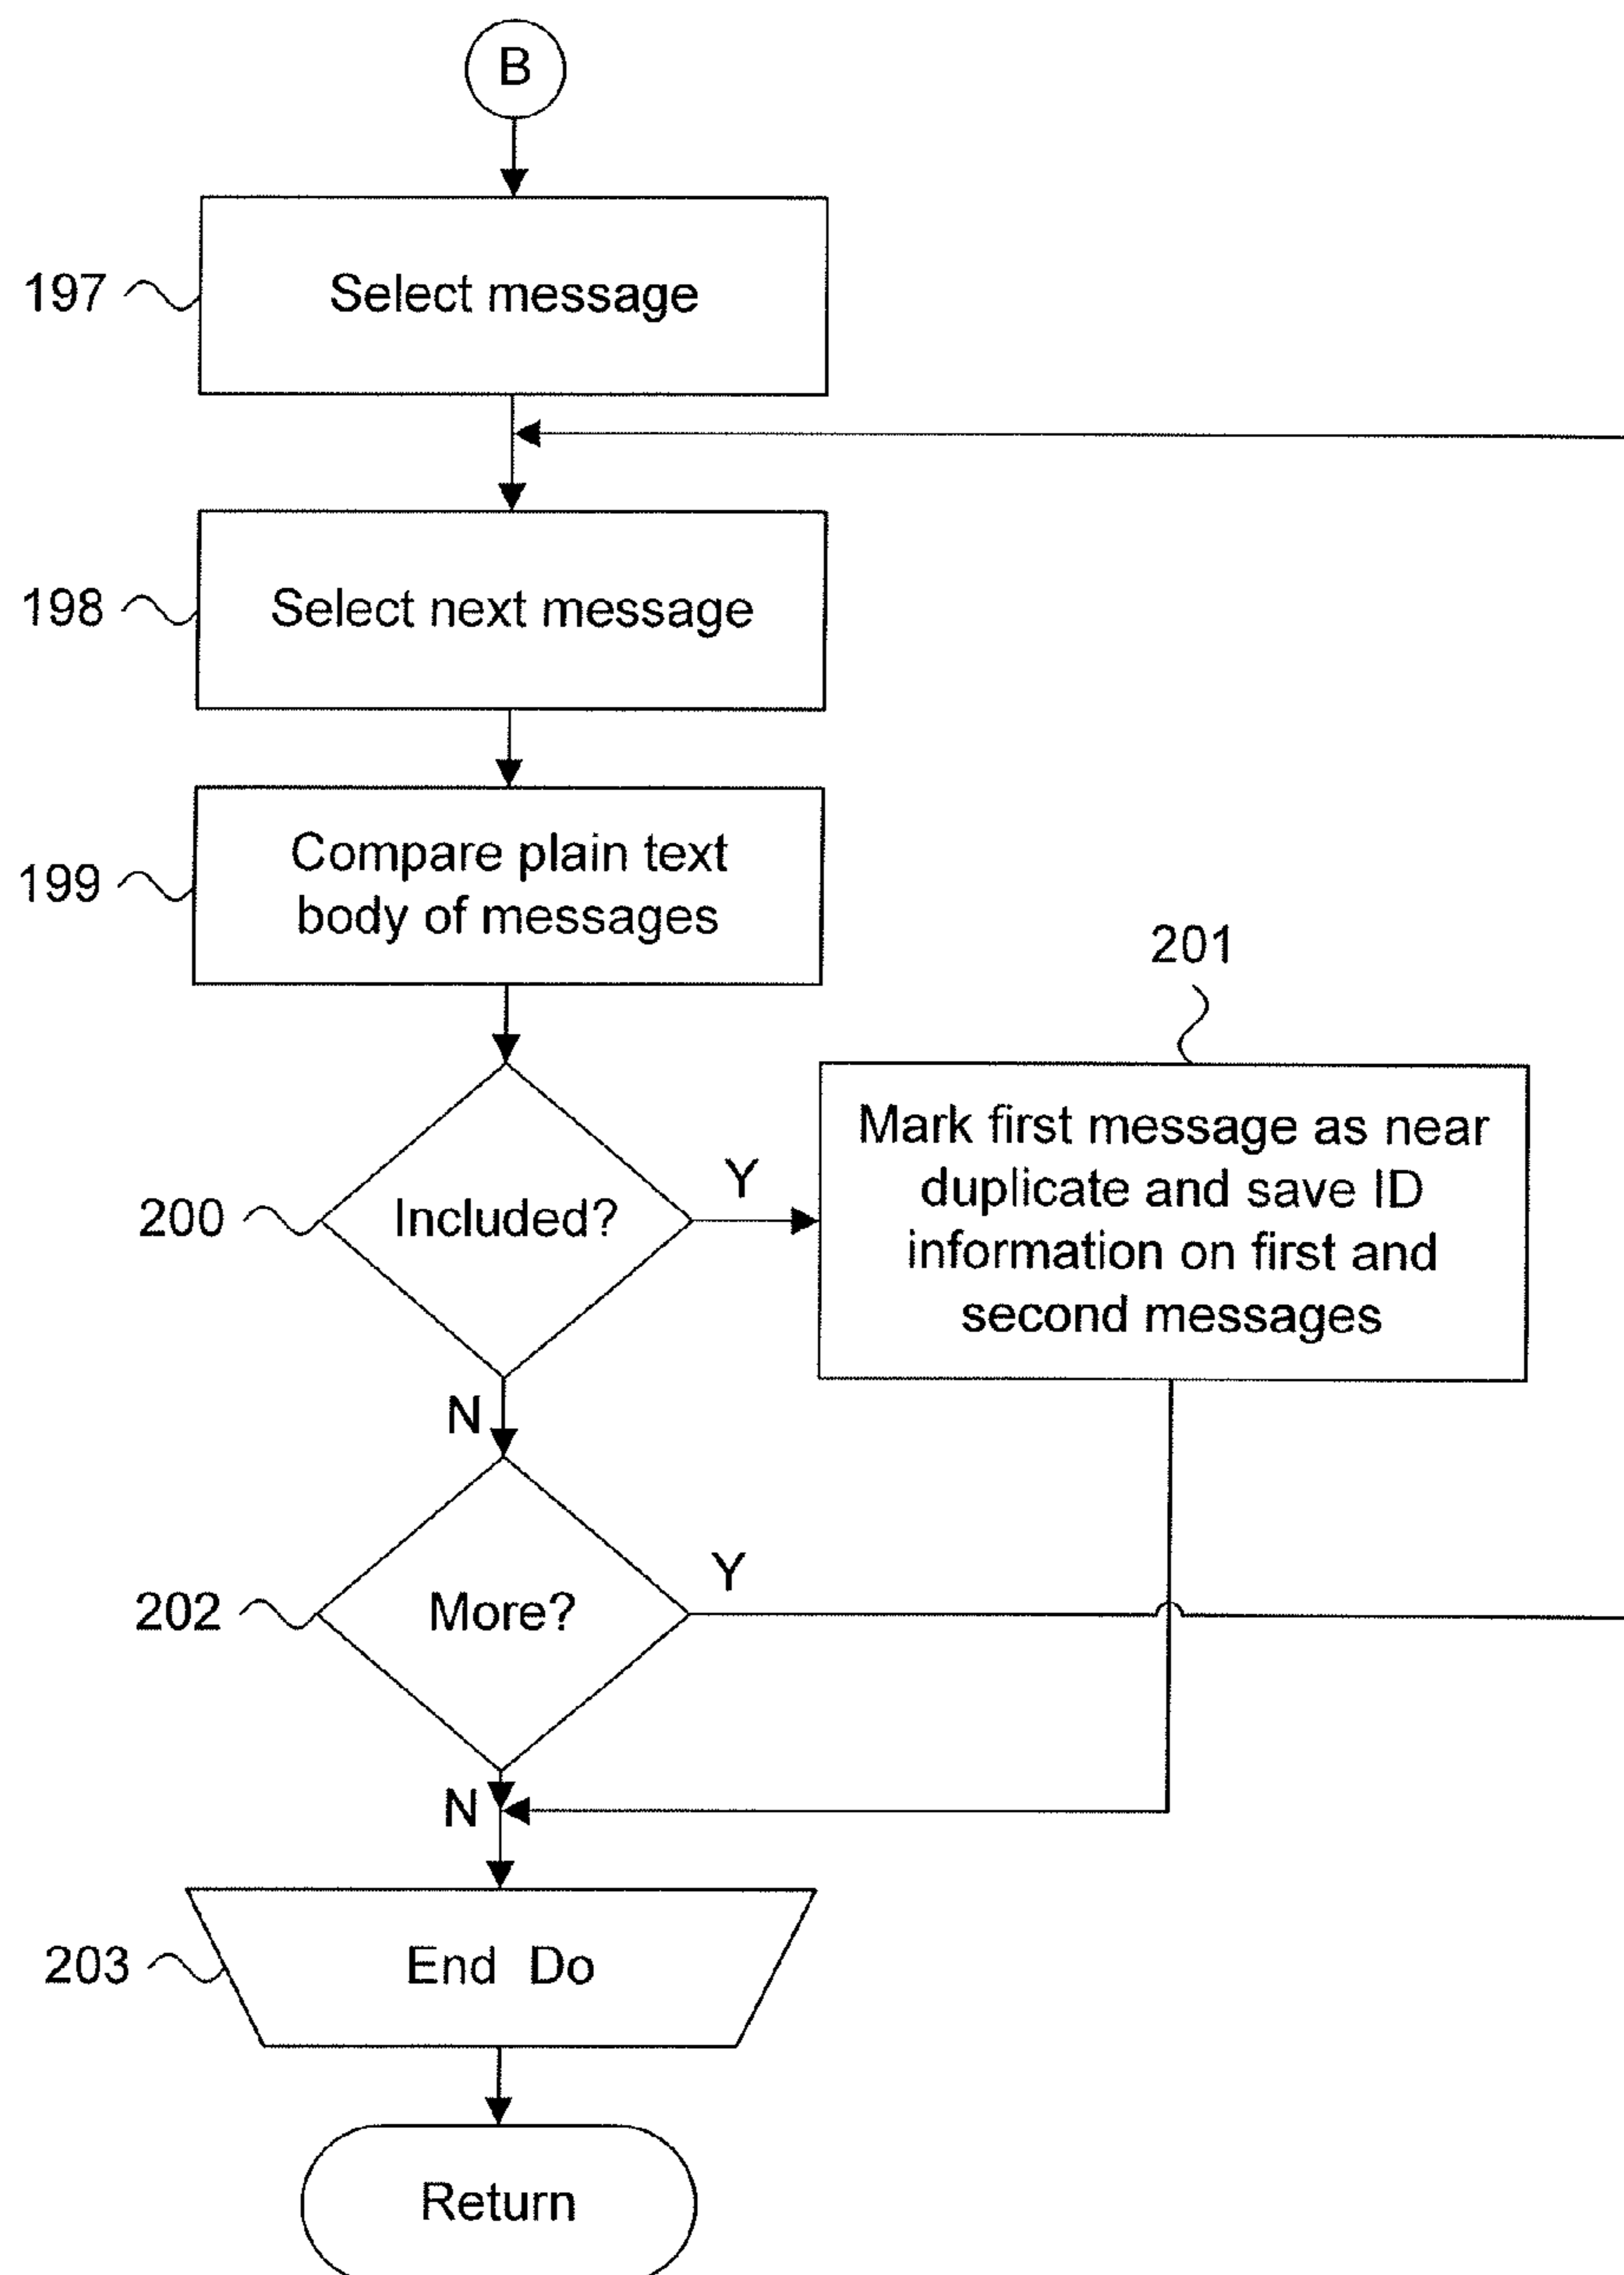 B
197
Select message
198
Select next message
199
Compare plain text
body of messages
201
Mark first message as near
duplicate and save ID
information on first and
second messages
200
Included?
Y
N
202
More?
Y
N
203
End Do
Return